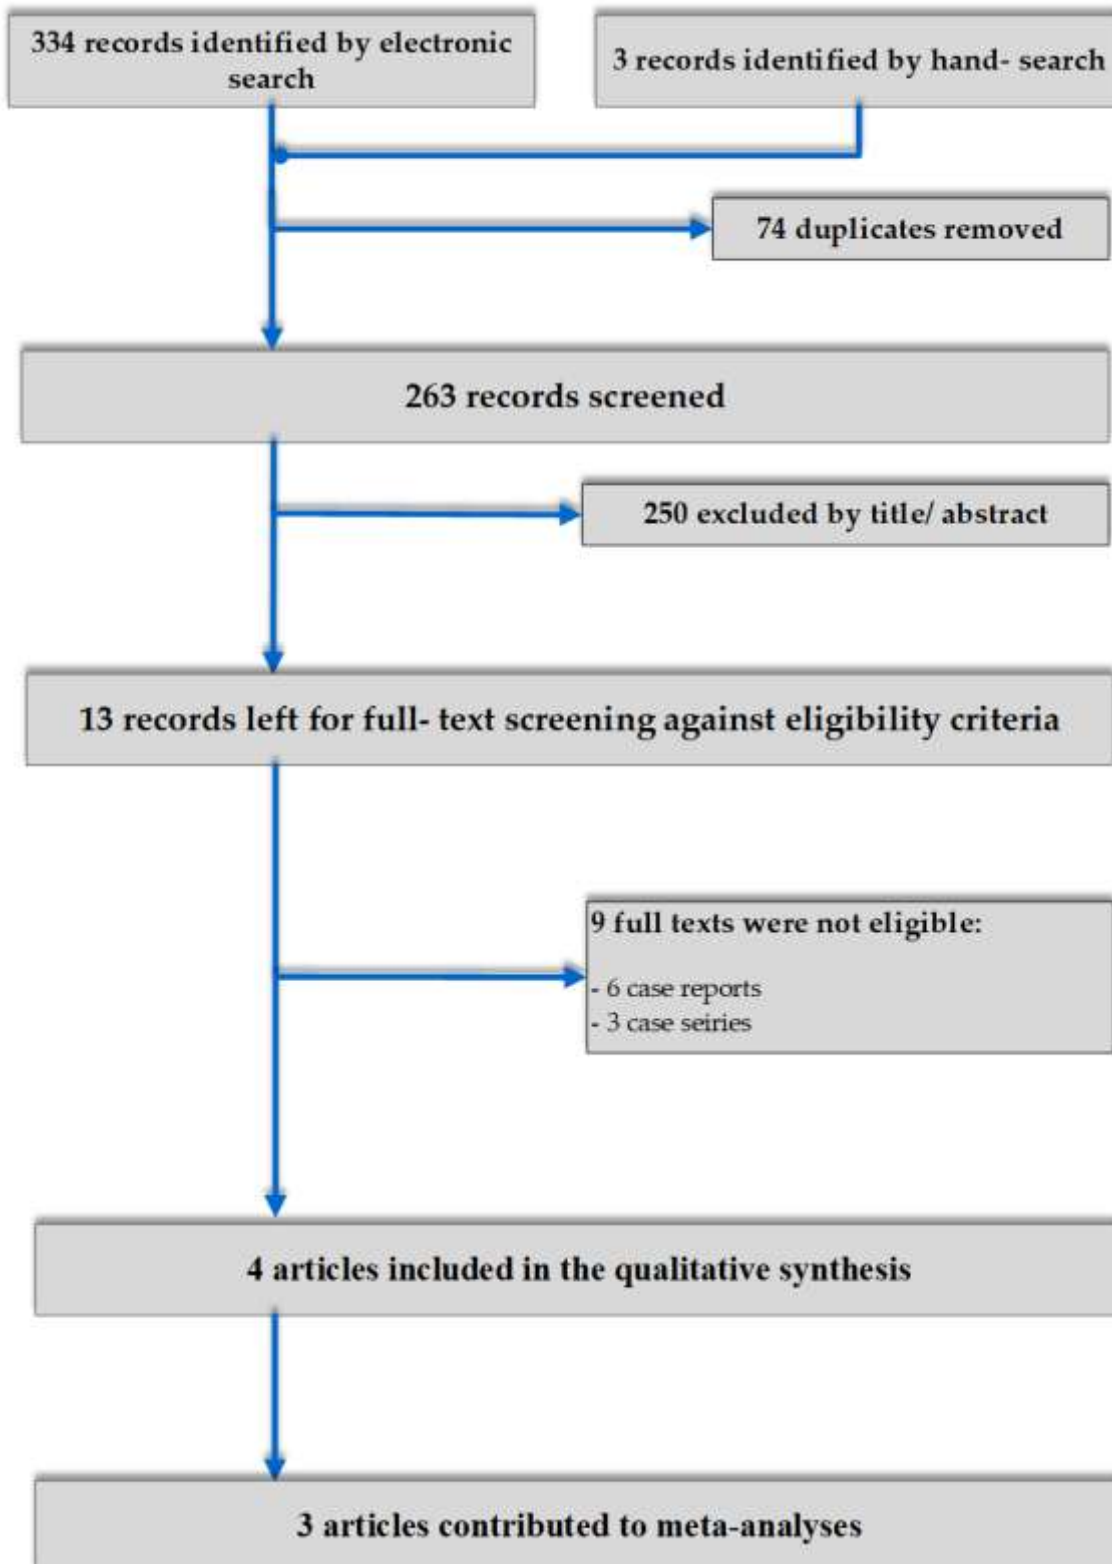 334 records identified by electronic
search
3 records identified by hand- search
74 duplicates removed
263 records screened
250 excluded by title/ abstract
13 records left for full- text screening against eligibility criteria
9 full texts were not eligible:
- 6 case reports
- 3 case seiries
4 articles included in the qualitative synthesis
3 articles contributed to meta-analyses